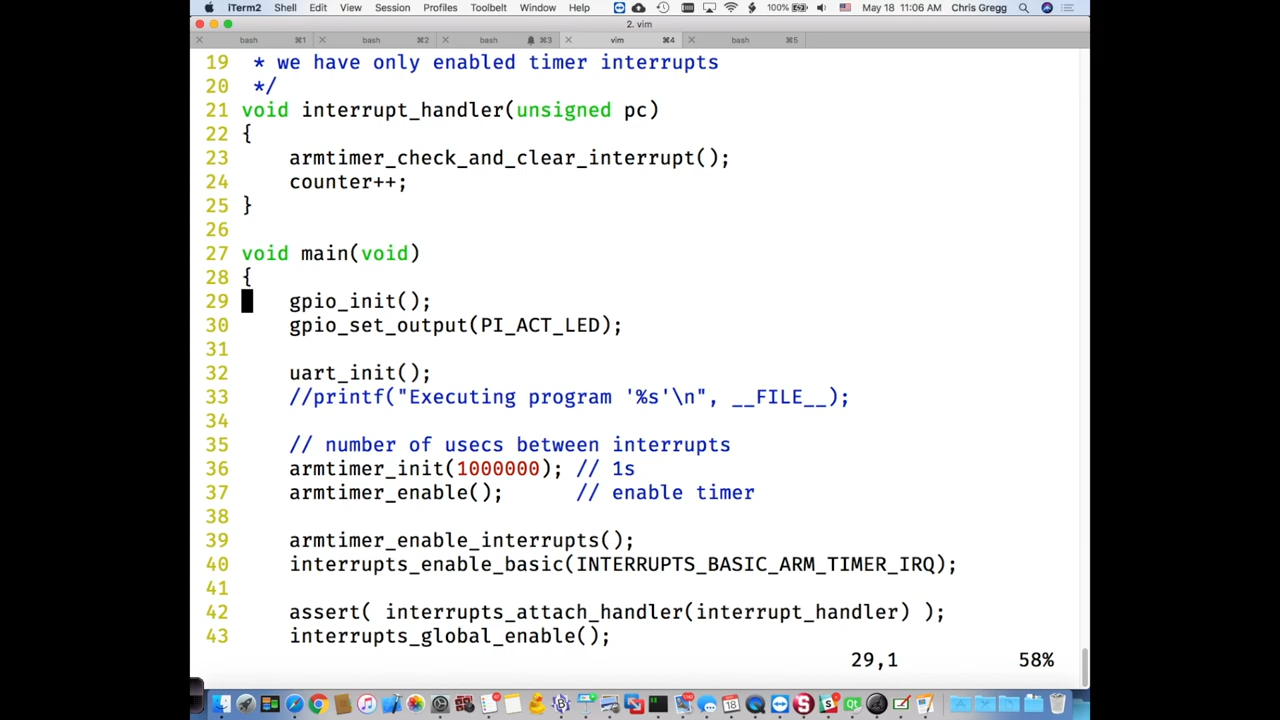 iTerm2 Shell Edit View Session Profiles Toolbelt Window Help 100% May 18 11:06 AM Chris Gregg
2. vim
bash ⌘1 bash ⌘2 bash ⌘3 vim ⌘4 bash ⌘5
19 * we have only enabled timer interrupts
20 */
21 void interrupt_handler(unsigned pc)
22 {
23 armtimer_check_and_clear_interrupt();
24 counter++;
25 }
26
27 void main(void)
28 {
29 gpio_init();
30 gpio_set_output(PI_ACT_LED);
31
32 uart_init();
33 //printf("Executing program '%s'\n", __FILE__);
34
35 // number of usecs between interrupts
36 armtimer_init(1000000); // 1s
37 armtimer_enable(); // enable timer
38
39 armtimer_enable_interrupts();
40 interrupts_enable_basic(INTERRUPTS_BASIC_ARM_TIMER_IRQ);
41
42 assert( interrupts_attach_handler(interrupt_handler) );
43 interrupts_global_enable();
29,1 58%